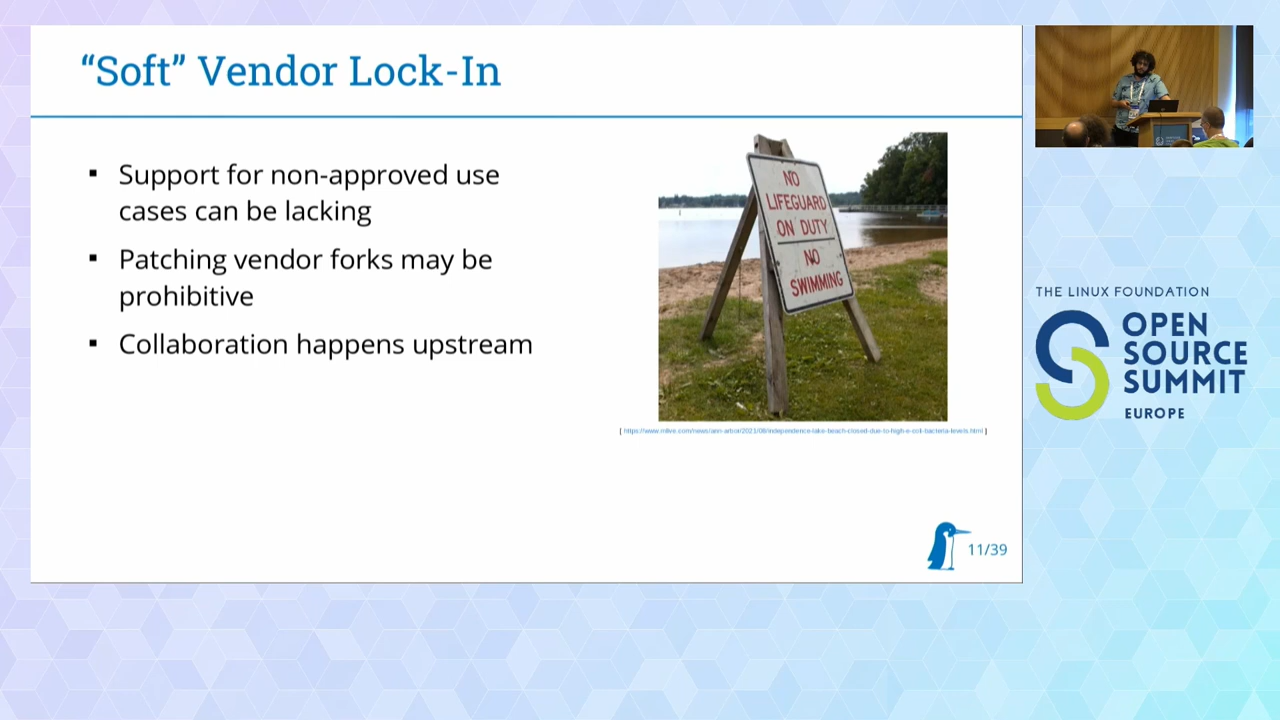 “Soft” Vendor Lock-In
▪ Support for non-approved use
cases can be lacking
▪ Patching vendor forks may be
prohibitive
▪ Collaboration happens upstream
NO
LIFEGUARD
ON DUTY
NO
SWIMMING
[ https://www.mlive.com/news/ann-arbor/2021/08/independence-lake-beach-closed-due-to-high-e-coli-bacteria-levels.html ]
11/39
THE LINUX FOUNDATION
OPEN
SOURCE
SUMMIT
EUROPE